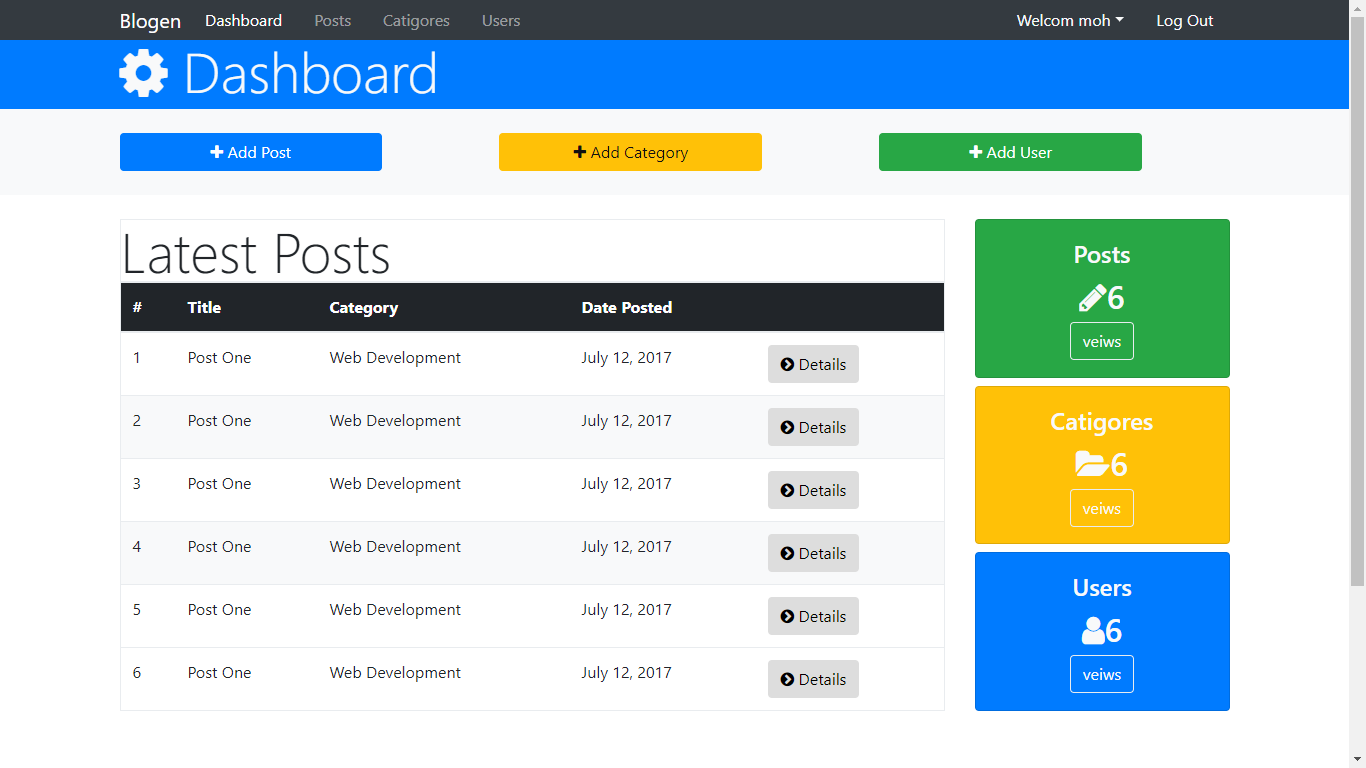 Blogen Dashboard Posts Catigores Users Welcom moh Log Out
Dashboard
Add Post Add Category Add User
Latest Posts
# Title Category Date Posted
1 Post One Web Development July 12, 2017 Details
2 Post One Web Development July 12, 2017 Details
3 Post One Web Development July 12, 2017 Details
4 Post One Web Development July 12, 2017 Details
5 Post One Web Development July 12, 2017 Details
6 Post One Web Development July 12, 2017 Details
Posts
6
veiws
Catigores
6
veiws
Users
6
veiws